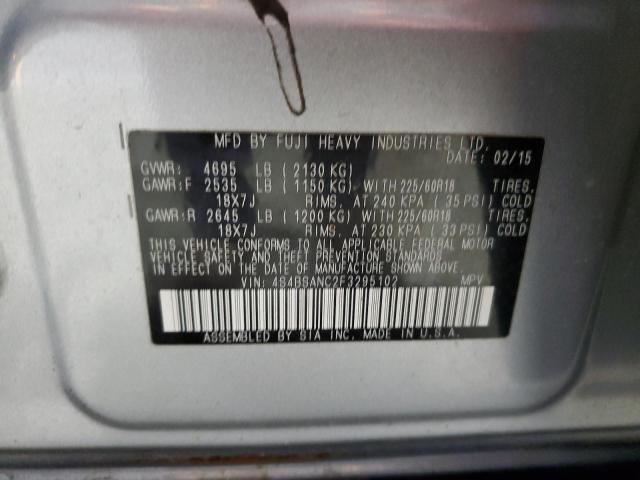 MFD BY FUJI HEAVY INDUSTRIES LTD.
DATE: 02/15
GVWR: 4695 LB (2130 KG)
GAWR:F 2535 LB (1150 KG) WITH 225/60R18 TIRES,
18X7J RIMS, AT 240 KPA (35 PSI) COLD
GAWR:R 2645 LB (1200 KG) WITH 225/60R18 TIRES,
18X7J RIMS, AT 230 KPA (33 PSI) COLD
THIS VEHICLE CONFORMS TO ALL APPLICABLE FEDERAL MOTOR
VEHICLE SAFETY AND THEFT PREVENTION STANDARDS
IN EFFECT ON THE DATE OF MANUFACTURE SHOWN ABOVE.
VIN: 4S4BSANC2F3295102 MPV
ASSEMBLED BY SIA INC. MADE IN U.S.A.